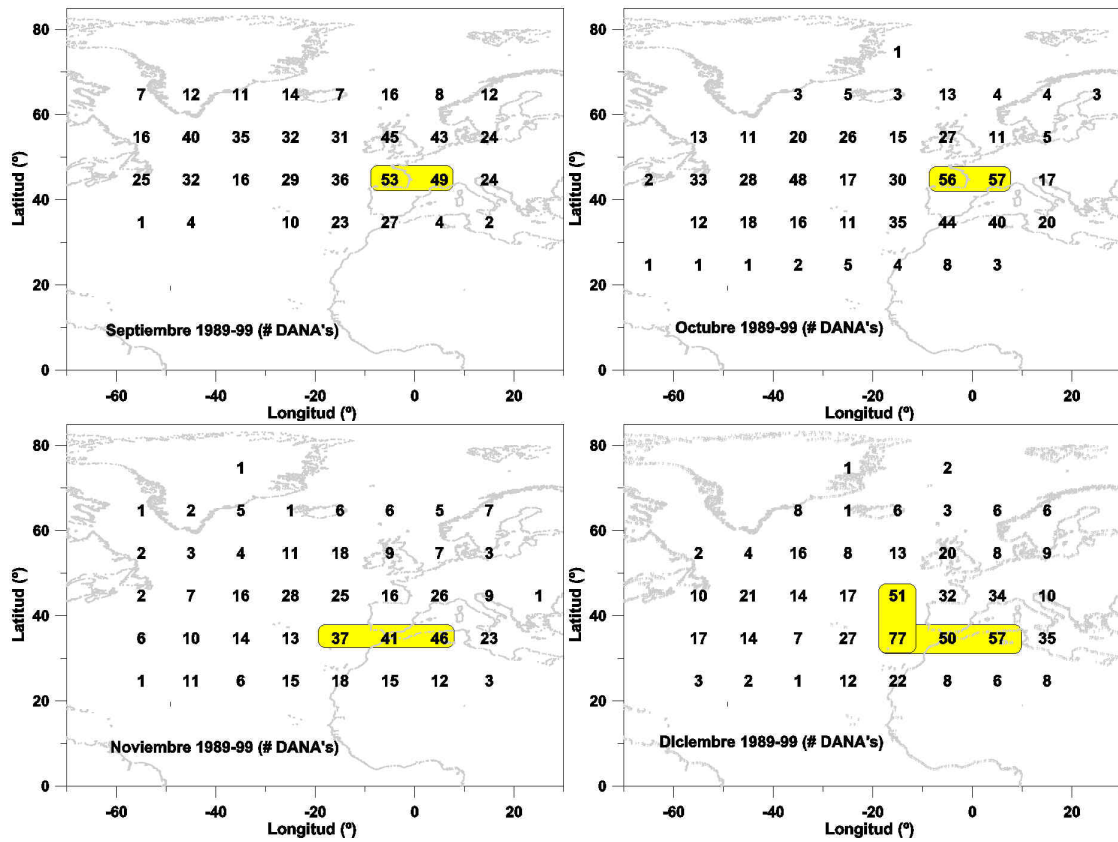 80
7 12 11 14 7 16 8 12
60
16 40 35 32 31 45 43 24
25 32 16 29 36 53 49 24
40
1 4 10 23 27 4 2
20
Septiembre 1989-99 (# DANA's)
0
-60 -40 -20 0 20
Longitud (º)
Latitud (º)
80
1
3 5 3 13 4 4 3
60
13 11 20 26 15 27 11 5
2 33 28 48 17 30 56 57 17
40
12 18 16 11 35 44 40 20
1 1 1 2 5 4 8 3
20
Octubre 1989-99 (# DANA's)
0
-60 -40 -20 0 20
Longitud (º)
Latitud (º)
80
1
1 2 5 1 6 6 5 7
60
2 3 4 11 18 9 7 3
2 7 16 28 25 16 26 9 1
40
6 10 14 13 37 41 46 23
1 11 6 15 18 15 12 3
20
Noviembre 1989-99 (# DANA's)
0
-60 -40 -20 0 20
Longitud (º)
Latitud (º)
80
1 2
8 1 6 3 6 6
60
2 4 16 8 13 20 8 9
10 21 14 17 51 32 34 10
40
17 14 7 27 77 50 57 35
3 2 1 12 22 8 6 8
20
Diciembre 1989-99 (# DANA's)
0
-60 -40 -20 0 20
Longitud (º)
Latitud (º)